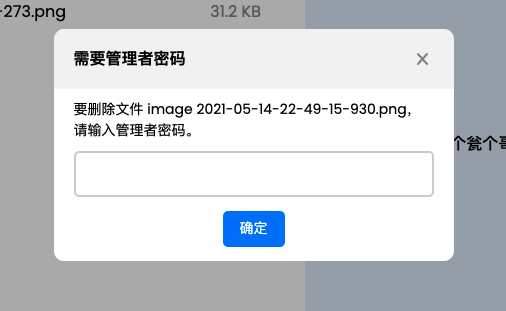 -273.png 31.2 KB
需要管理者密码
要删除文件 image 2021-05-14-22-49-15-930.png，
请输入管理者密码。
个瓮个哥
确定